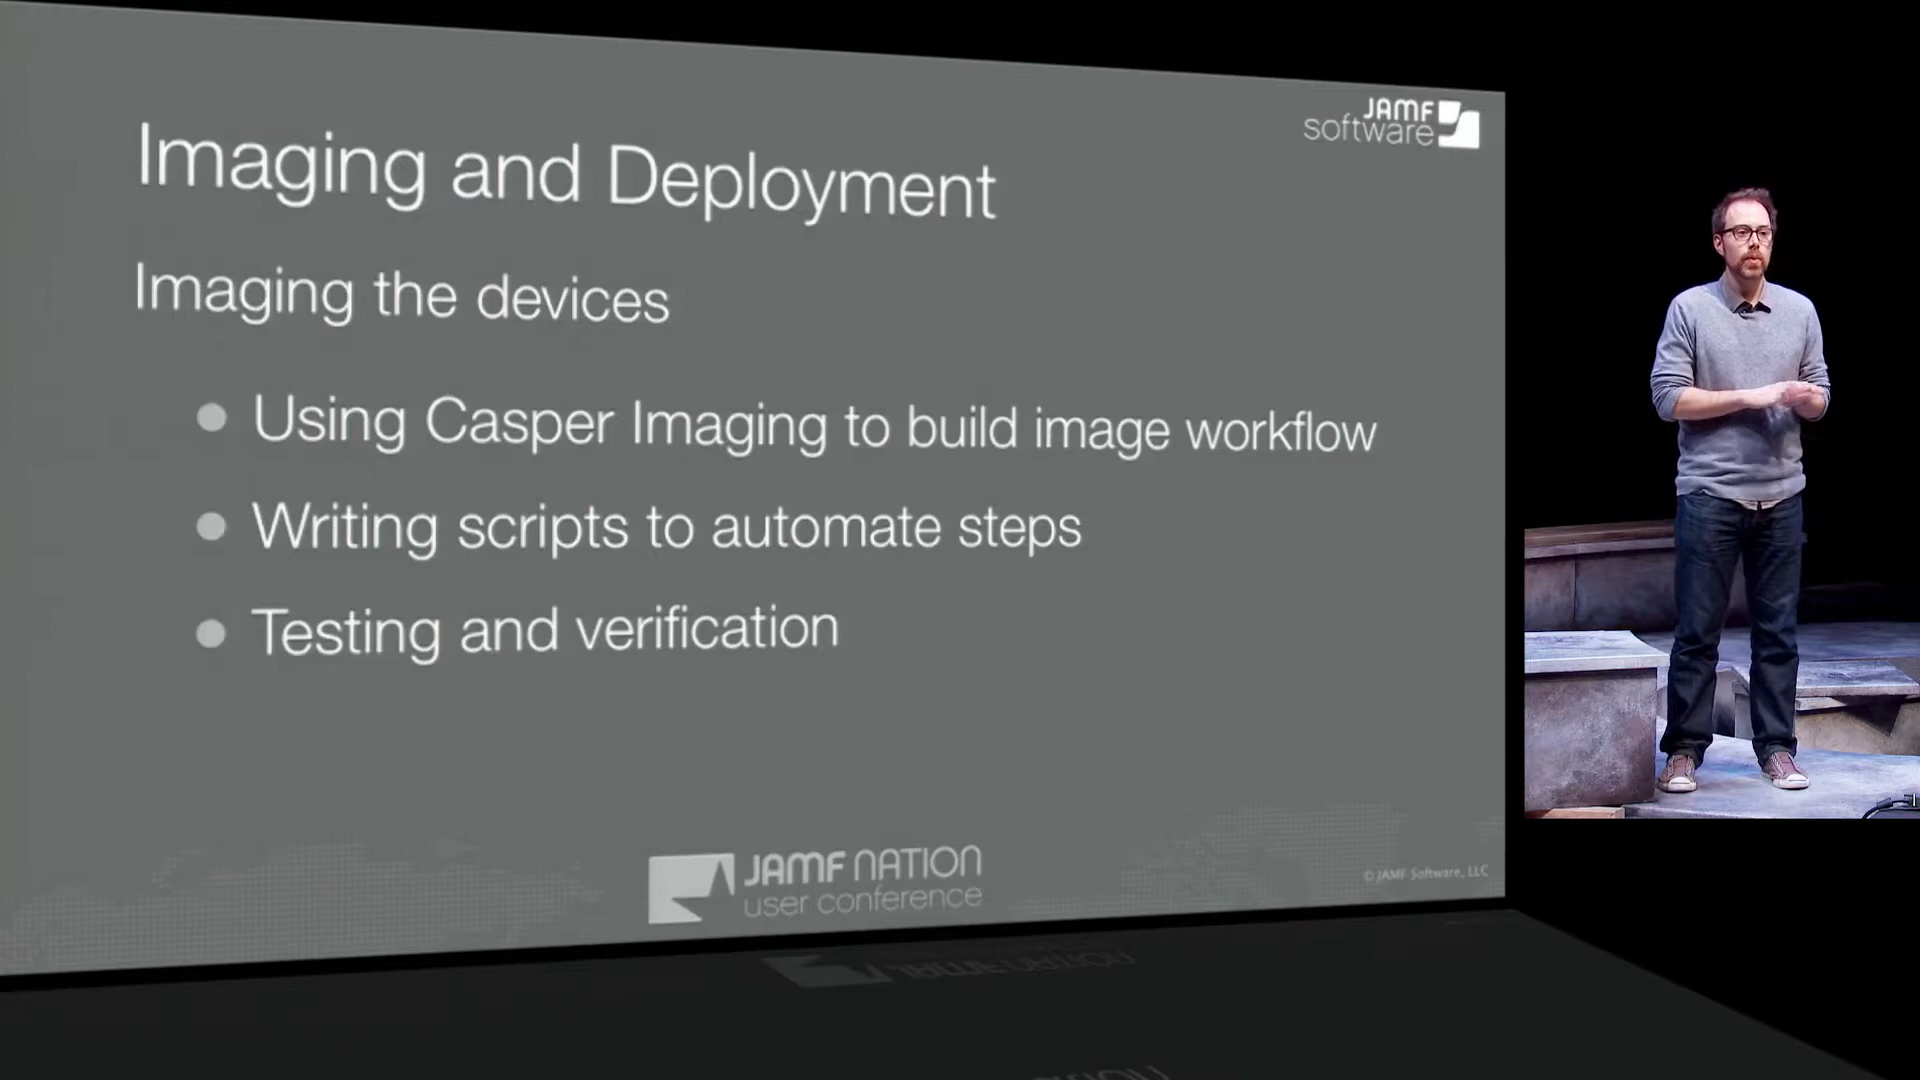 JAMF
software
Imaging and Deployment
Imaging the devices
Using Casper Imaging to build image workflow
Writing scripts to automate steps
Testing and verification
JAMF NATION
user conference
© JAMF Software, LLC